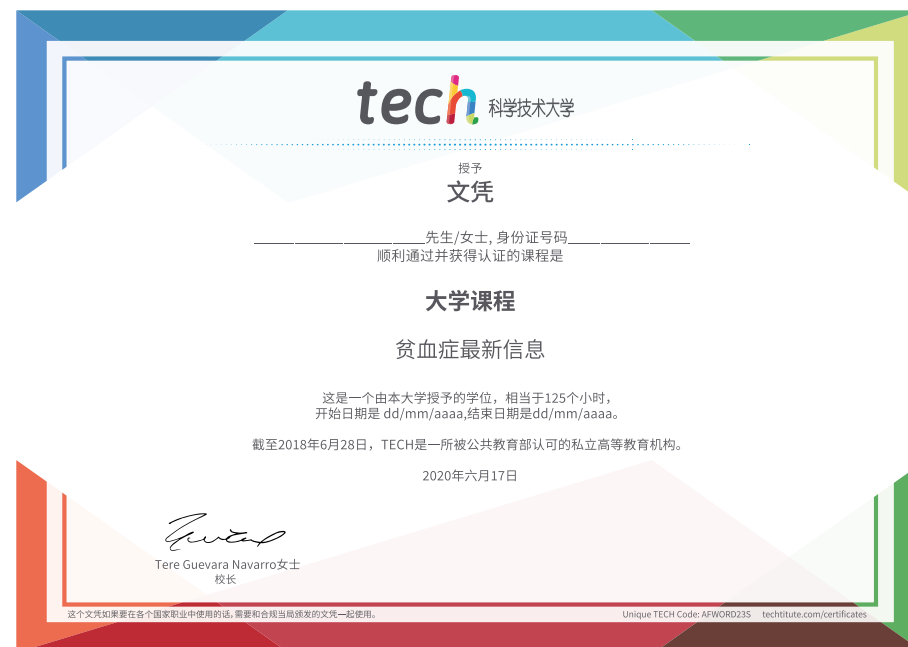 tech 科学技术大学
授予
文凭
先生/女士, 身份证号码
顺利通过并获得认证的课程是
大学课程
贫血症最新信息
这是一个由本大学授予的学位，相当于125个小时，
开始日期是 dd/mm/aaaa,结束日期是dd/mm/aaaa。
截至2018年6月28日，TECH是一所被公共教育部认可的私立高等教育机构。
2020年六月17日
Tere Guevara Navarro女士
校长
这个文凭如果要在各个国家职业中使用的话,需要和合规当局颁发的文凭一起使用。
Unique TECH Code: AFWORD23S techtitute.com/certificates